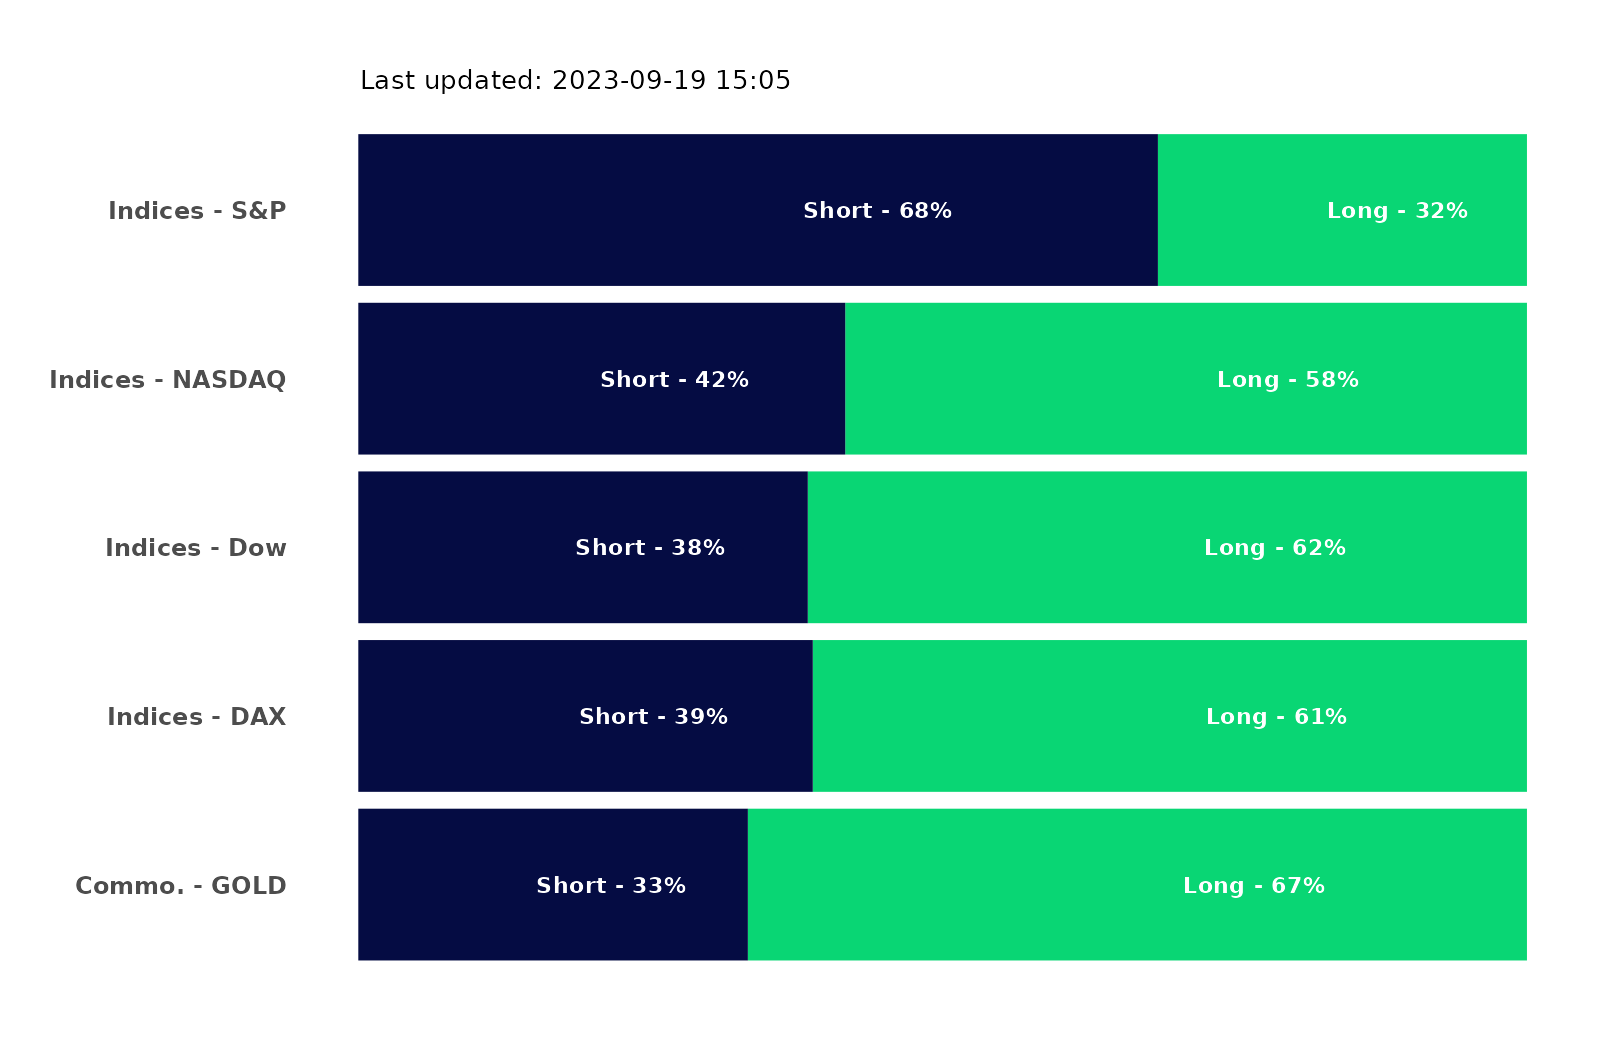 Last updated: 2023-09-19 15:05
Indices - S&P Short - 68% Long - 32%
Indices - NASDAQ Short - 42% Long - 58%
Indices - Dow Short - 38% Long - 62%
Indices - DAX Short - 39% Long - 61%
Commo. - GOLD Short - 33% Long - 67%